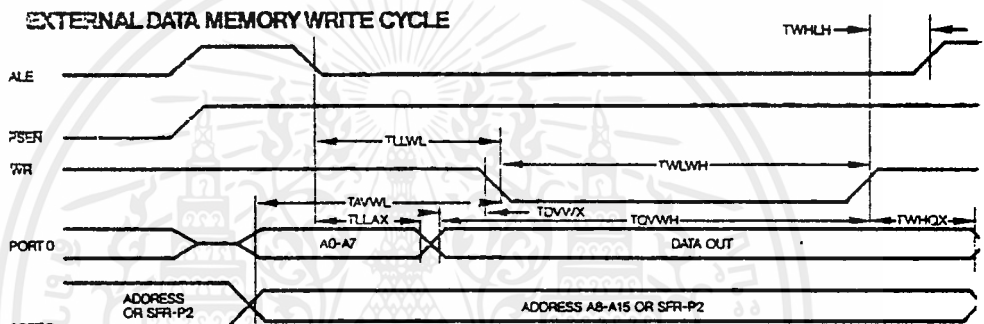 EXTERNAL DATA MEMORY WRITE CYCLE
TWHLH
ALE
PSEN
TLLWL
WR
TWLWH
TAVWL
TLLAX
TQVWX
TQVWH
TWHQX
PORT 0
A0-A7
DATA OUT
ADDRESS
OR SFR-P2
ADDRESS A8-A15 OR SFR-P2